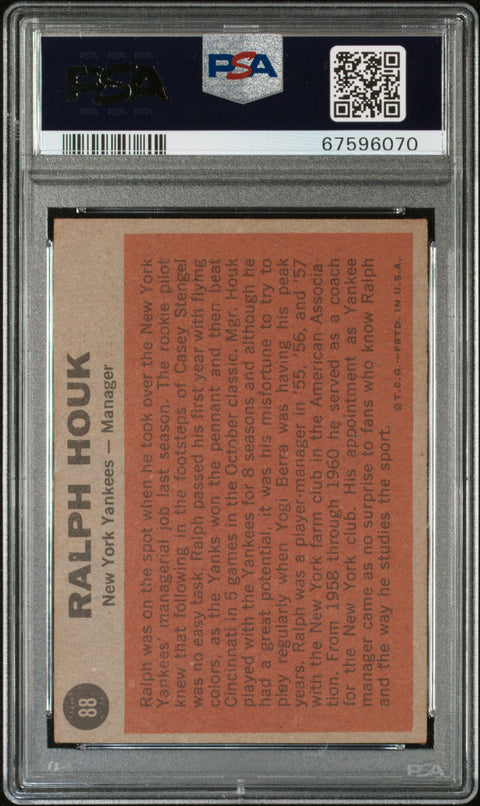 PSA
PSA
67596070
88
RALPH HOUK
New York Yankees — Manager
Ralph was on the spot when he took over the New York
Yankees' managerial job last season. The rookie pilot
knew that following in the footsteps of Casey Stengel
was no easy task. Ralph passed his first year with flying
colors, as the Yanks won the pennant and then beat
Cincinnati in 5 games in the October classic. Mgr. Houk
played with the Yankees for 8 seasons and although he
had a great potential, it was his misfortune to try to
play regularly when Yogi Berra was having his peak
years. Ralph was a player-manager in '55, '56, and '57
with the New York farm club in the American Associa-
tion. From 1958 through 1960 he served as a coach
for the New York club. His appointment as Yankee
manager came as no surprise to fans who know Ralph
and the way he studies the sport.
©T.C.G.—PRTD. IN U.S.A.
PSA